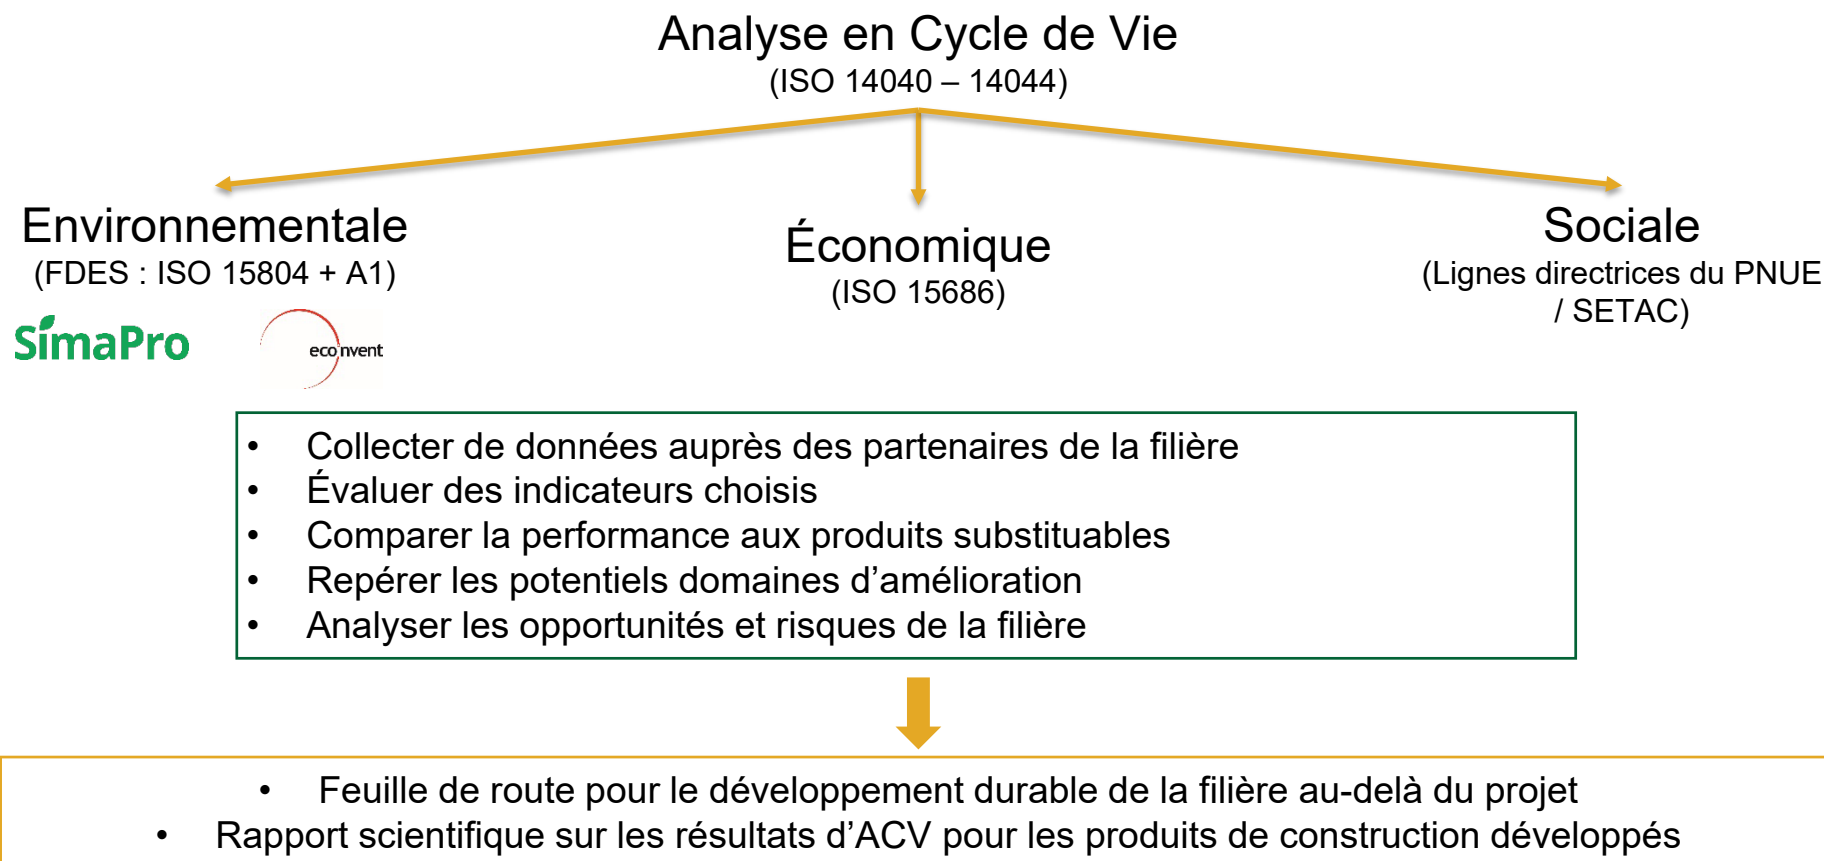 Analyse en Cycle de Vie
(ISO 14040 – 14044)
Environnementale
(FDES : ISO 15804 + A1)
SimaPro
ecoinvent
Économique
(ISO 15686)
Sociale
(Lignes directrices du PNUE
/ SETAC)
• Collecter de données auprès des partenaires de la filière
• Évaluer des indicateurs choisis
• Comparer la performance aux produits substituables
• Repérer les potentiels domaines d’amélioration
• Analyser les opportunités et risques de la filière
• Feuille de route pour le développement durable de la filière au-delà du projet
• Rapport scientifique sur les résultats d’ACV pour les produits de construction développés